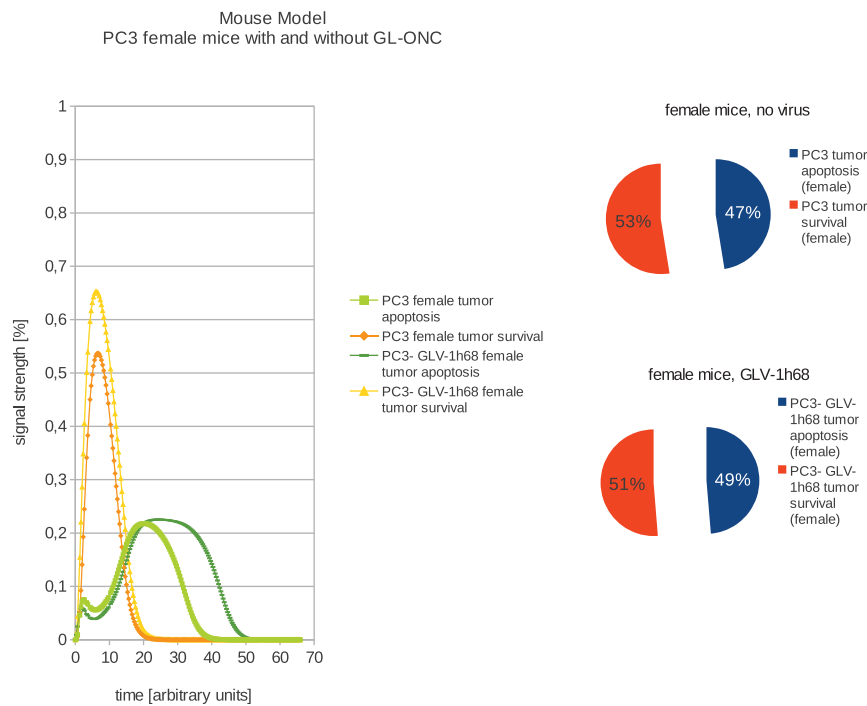 Mouse Model
PC3 female mice with and without GL-ONC
1
0,9
0,8
0,7
0,6
0,5
0,4
0,3
0,2
0,1
0
signal strength [%]
0 10 20 30 40 50 60 70
time [arbitrary units]
PC3 female tumor
apoptosis
PC3 female tumor survival
PC3- GLV-1h68 female
tumor apoptosis
PC3- GLV-1h68 female
tumor survival
female mice, no virus
53%
47%
PC3 tumor
apoptosis
(female)
PC3 tumor
survival
(female)
female mice, GLV-1h68
51%
49%
PC3- GLV-
1h68 tumor
apoptosis
(female)
PC3- GLV-
1h68 tumor
survival
(female)